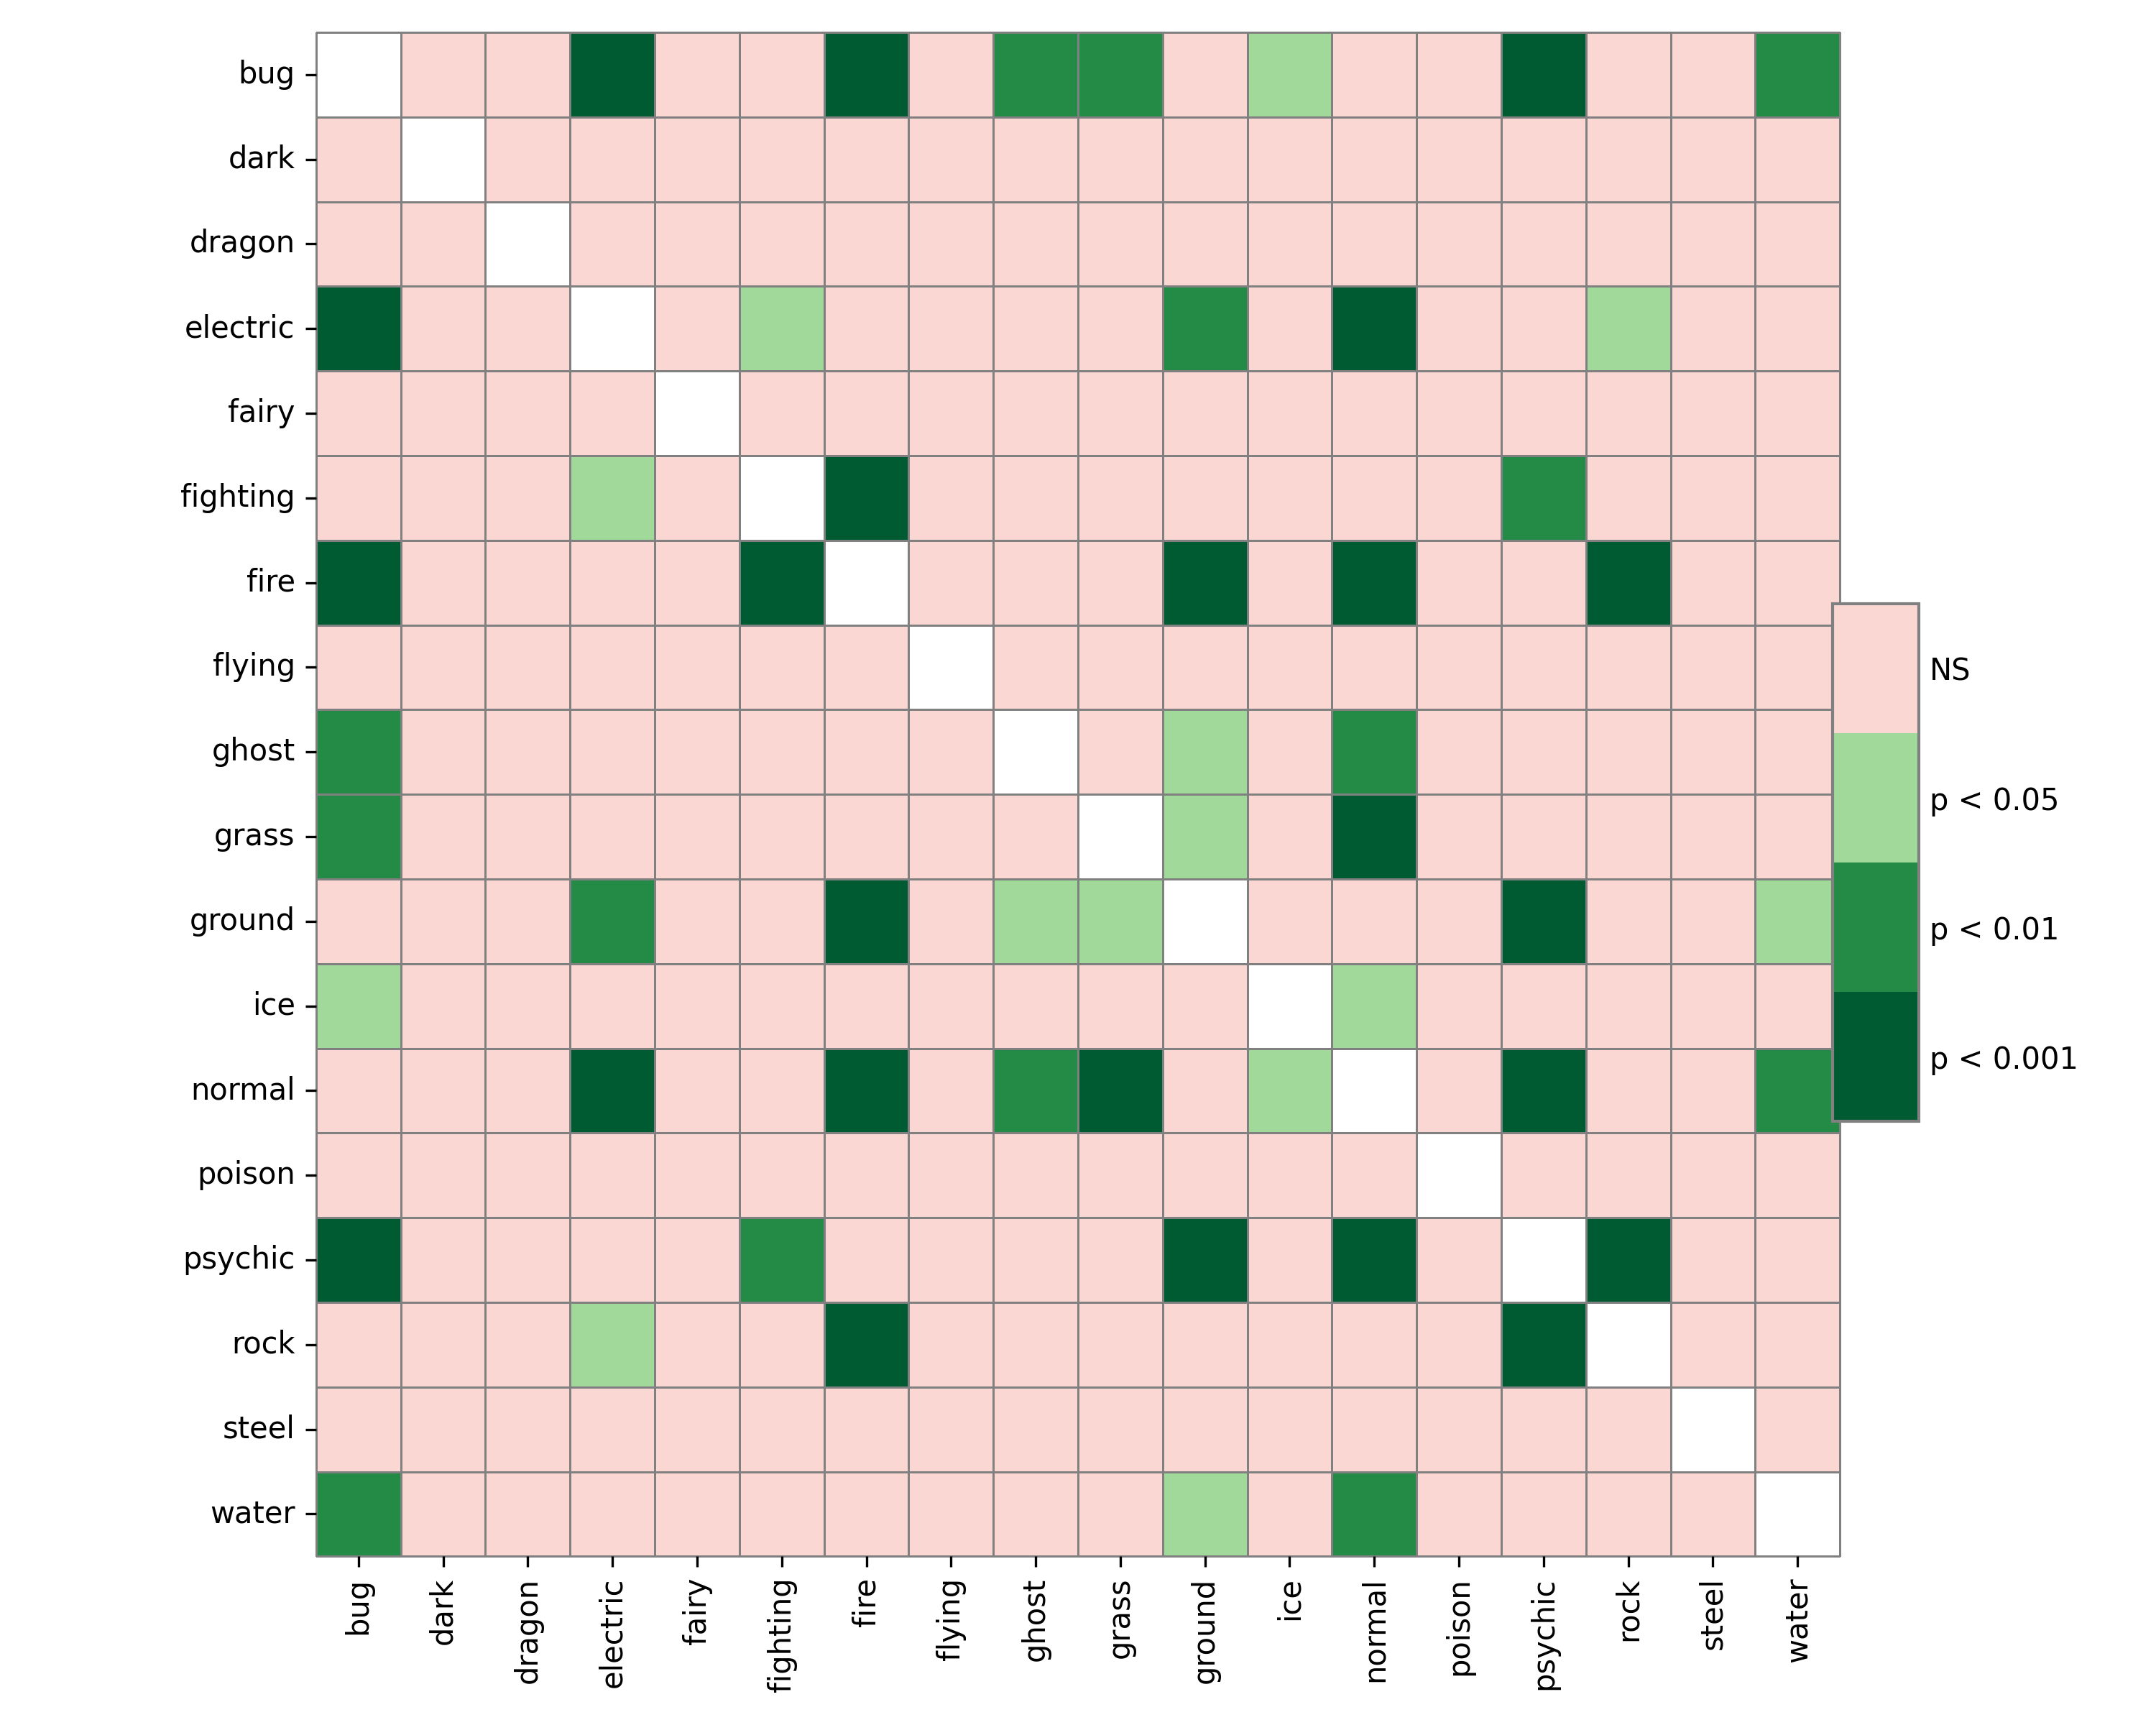 bug
dark
dragon
electric
fairy
fighting
fire
flying
ghost
grass
ground
ice
normal
poison
psychic
rock
steel
water
NS
p < 0.05
p < 0.01
p < 0.001
bug
dark
dragon
electric
fairy
fighting
fire
flying
ghost
grass
ground
ice
normal
poison
psychic
rock
steel
water